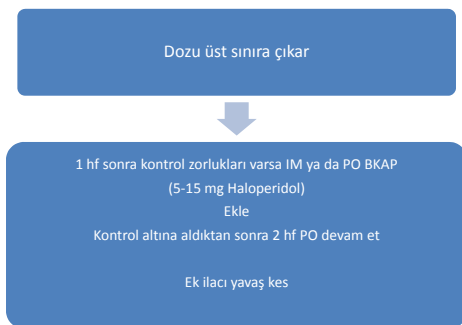 Dozu üst sınıra çıkar
1 hf sonra kontrol zorlukları varsa IM ya da PO BKAP
(5-15 mg Haloperidol)
Ekle
Kontrol altına aldıktan sonra 2 hf PO devam et
Ek ilacı yavaş kes